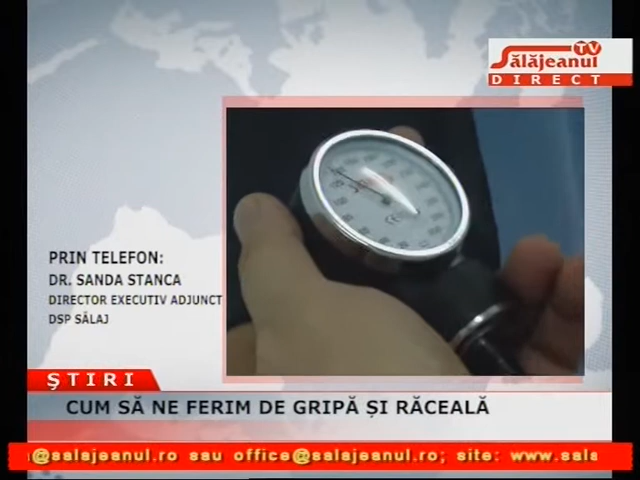 Sălăjeanul TV
DIRECT
PRIN TELEFON:
DR. SANDA STANCA
DIRECTOR EXECUTIV ADJUNCT
DSP SĂLAJ
ŞTIRI
CUM SĂ NE FERIM DE GRIPĂ ȘI RĂCEALĂ
@salajeanul.ro sau office@salajeanul.ro; site: www.sala